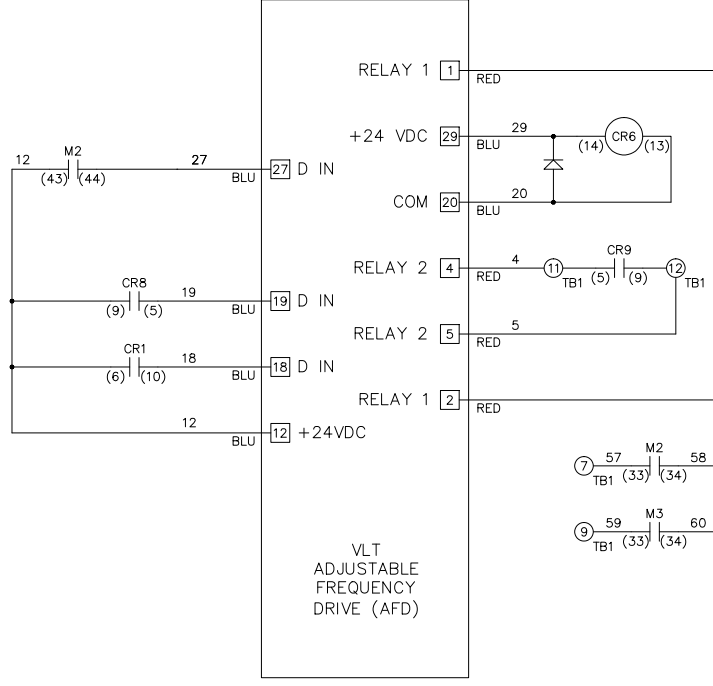 RELAY 1 1
RED
+24 VDC 29 29
BLU
(14) CR6 (13)
M2
12 27
(43) (44)
BLU
27 D IN
COM 20 20
BLU
RELAY 2 4 4
RED
11
TB1
CR9
(5) (9)
12
TB1
CR8
19
(9) (5)
BLU
19 D IN
RELAY 2 5 5
RED
CR1
18
(6) (10)
BLU
18 D IN
RELAY 1 2
RED
12
BLU
12 +24VDC
M2
7 57 58
TB1 (33) (34)
M3
9 59 60
TB1 (33) (34)
VLT
ADJUSTABLE
FREQUENCY
DRIVE (AFD)